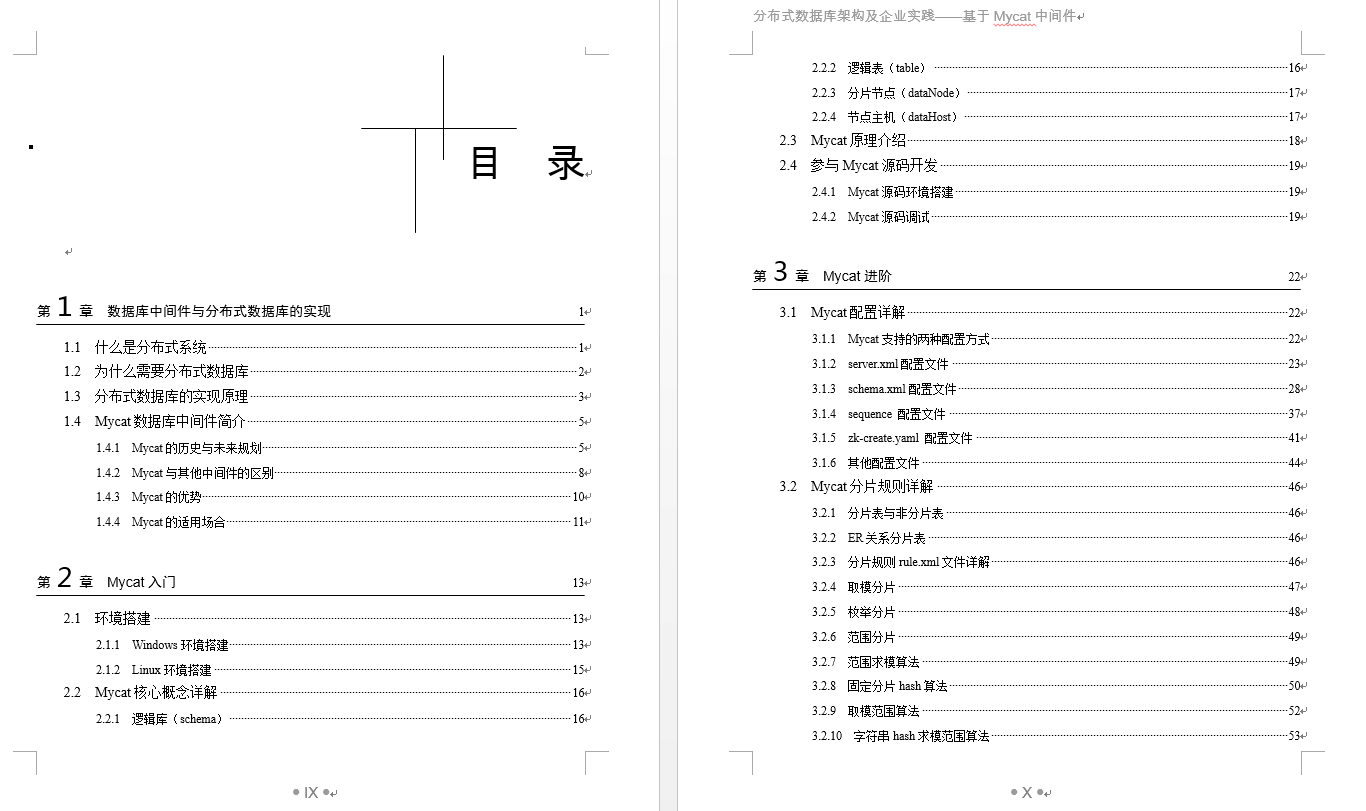 目 录
第 1 章 数据库中间件与分布式数据库的实现 1
1.1 什么是分布式系统 1
1.2 为什么需要分布式数据库 2
1.3 分布式数据库的实现原理 3
1.4 Mycat 数据库中间件简介 5
1.4.1 Mycat 的历史与未来规划 5
1.4.2 Mycat 与其他中间件的区别 8
1.4.3 Mycat 的优势 10
1.4.4 Mycat 的适用场合 11
第 2 章 Mycat 入门 13
2.1 环境搭建 13
2.1.1 Windows 环境搭建 13
2.1.2 Linux 环境搭建 15
2.2 Mycat 核心概念详解 16
2.2.1 逻辑库（schema） 16
• IX •
分布式数据库架构及企业实践——基于 Mycat 中间件
2.2.2 逻辑表（table） 16
2.2.3 分片节点（dataNode） 17
2.2.4 节点主机（dataHost） 17
2.3 Mycat 原理介绍 18
2.4 参与 Mycat 源码开发 19
2.4.1 Mycat 源码环境搭建 19
2.4.2 Mycat 源码调试 19
第 3 章 Mycat 进阶 22
3.1 Mycat 配置详解 22
3.1.1 Mycat 支持的两种配置方式 22
3.1.2 server.xml 配置文件 23
3.1.3 schema.xml 配置文件 28
3.1.4 sequence 配置文件 37
3.1.5 zk-create.yaml 配置文件 41
3.1.6 其他配置文件 44
3.2 Mycat 分片规则详解 46
3.2.1 分片表与非分片表 46
3.2.2 ER 关系分片表 46
3.2.3 分片规则 rule.xml 文件详解 46
3.2.4 取模分片 47
3.2.5 枚举分片 48
3.2.6 范围分片 49
3.2.7 范围求模算法 49
3.2.8 固定分片 hash 算法 50
3.2.9 取模范围算法 52
3.2.10 字符串 hash 求模范围算法 53
• X •